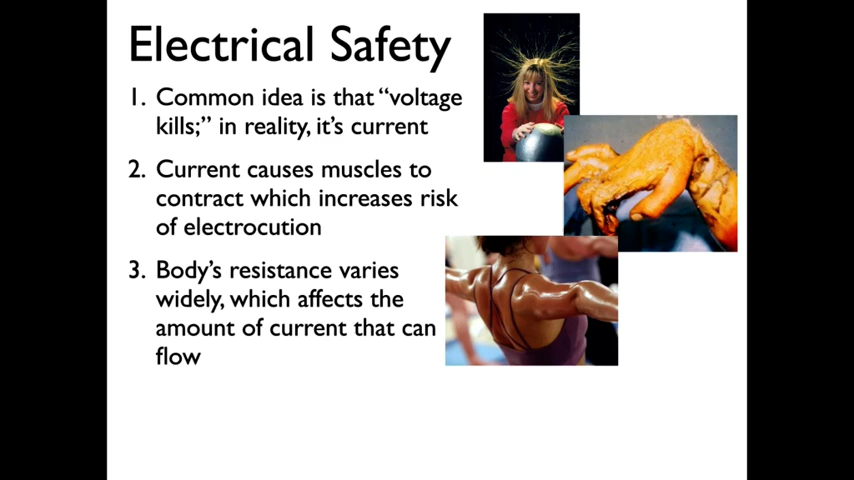 Electrical Safety
1. Common idea is that “voltage
kills;” in reality, it’s current
2. Current causes muscles to
contract which increases risk
of electrocution
3. Body’s resistance varies
widely, which affects the
amount of current that can
flow